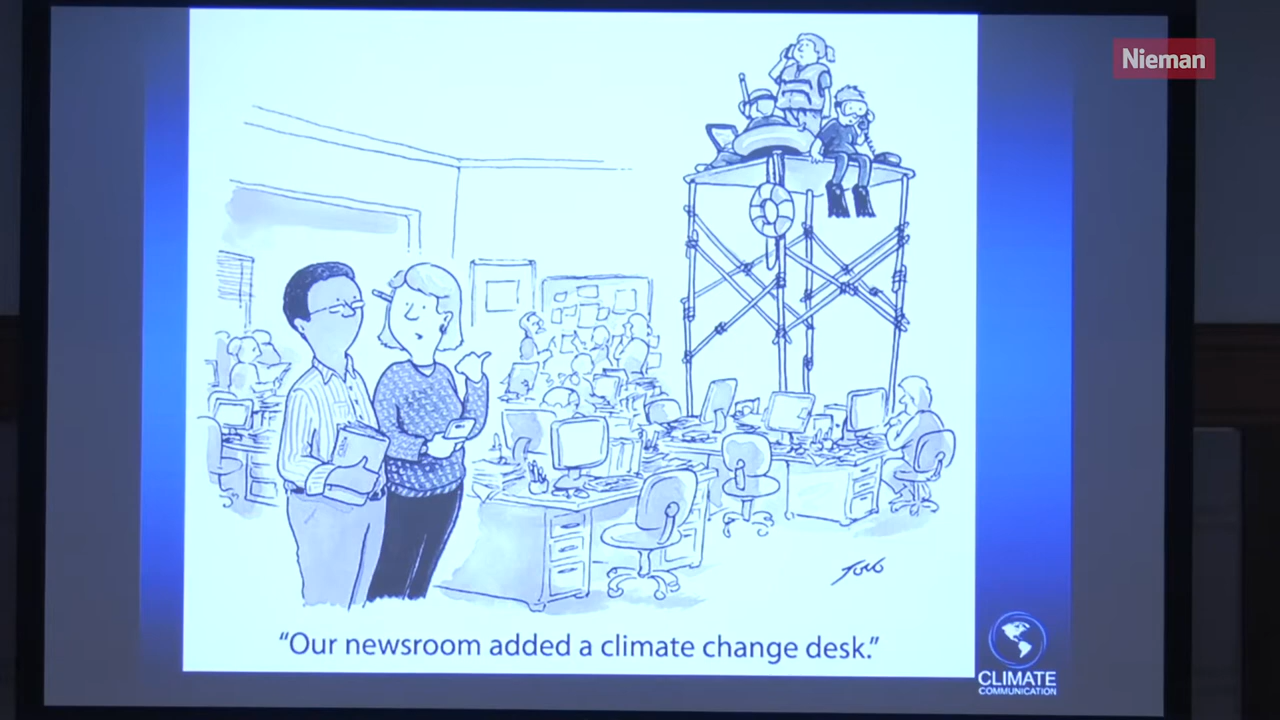 Nieman
“Our newsroom added a climate change desk.”
CLIMATE
COMMUNICATION